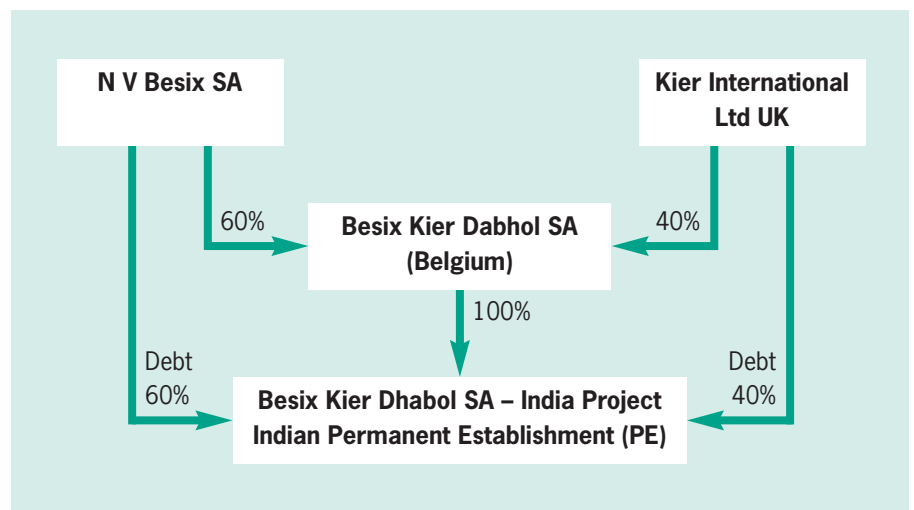 N V Besix SA
Kier International
Ltd UK
60%
40%
Besix Kier Dabhol SA
(Belgium)
100%
Debt
60%
Debt
40%
Besix Kier Dhabol SA – India Project
Indian Permanent Establishment (PE)